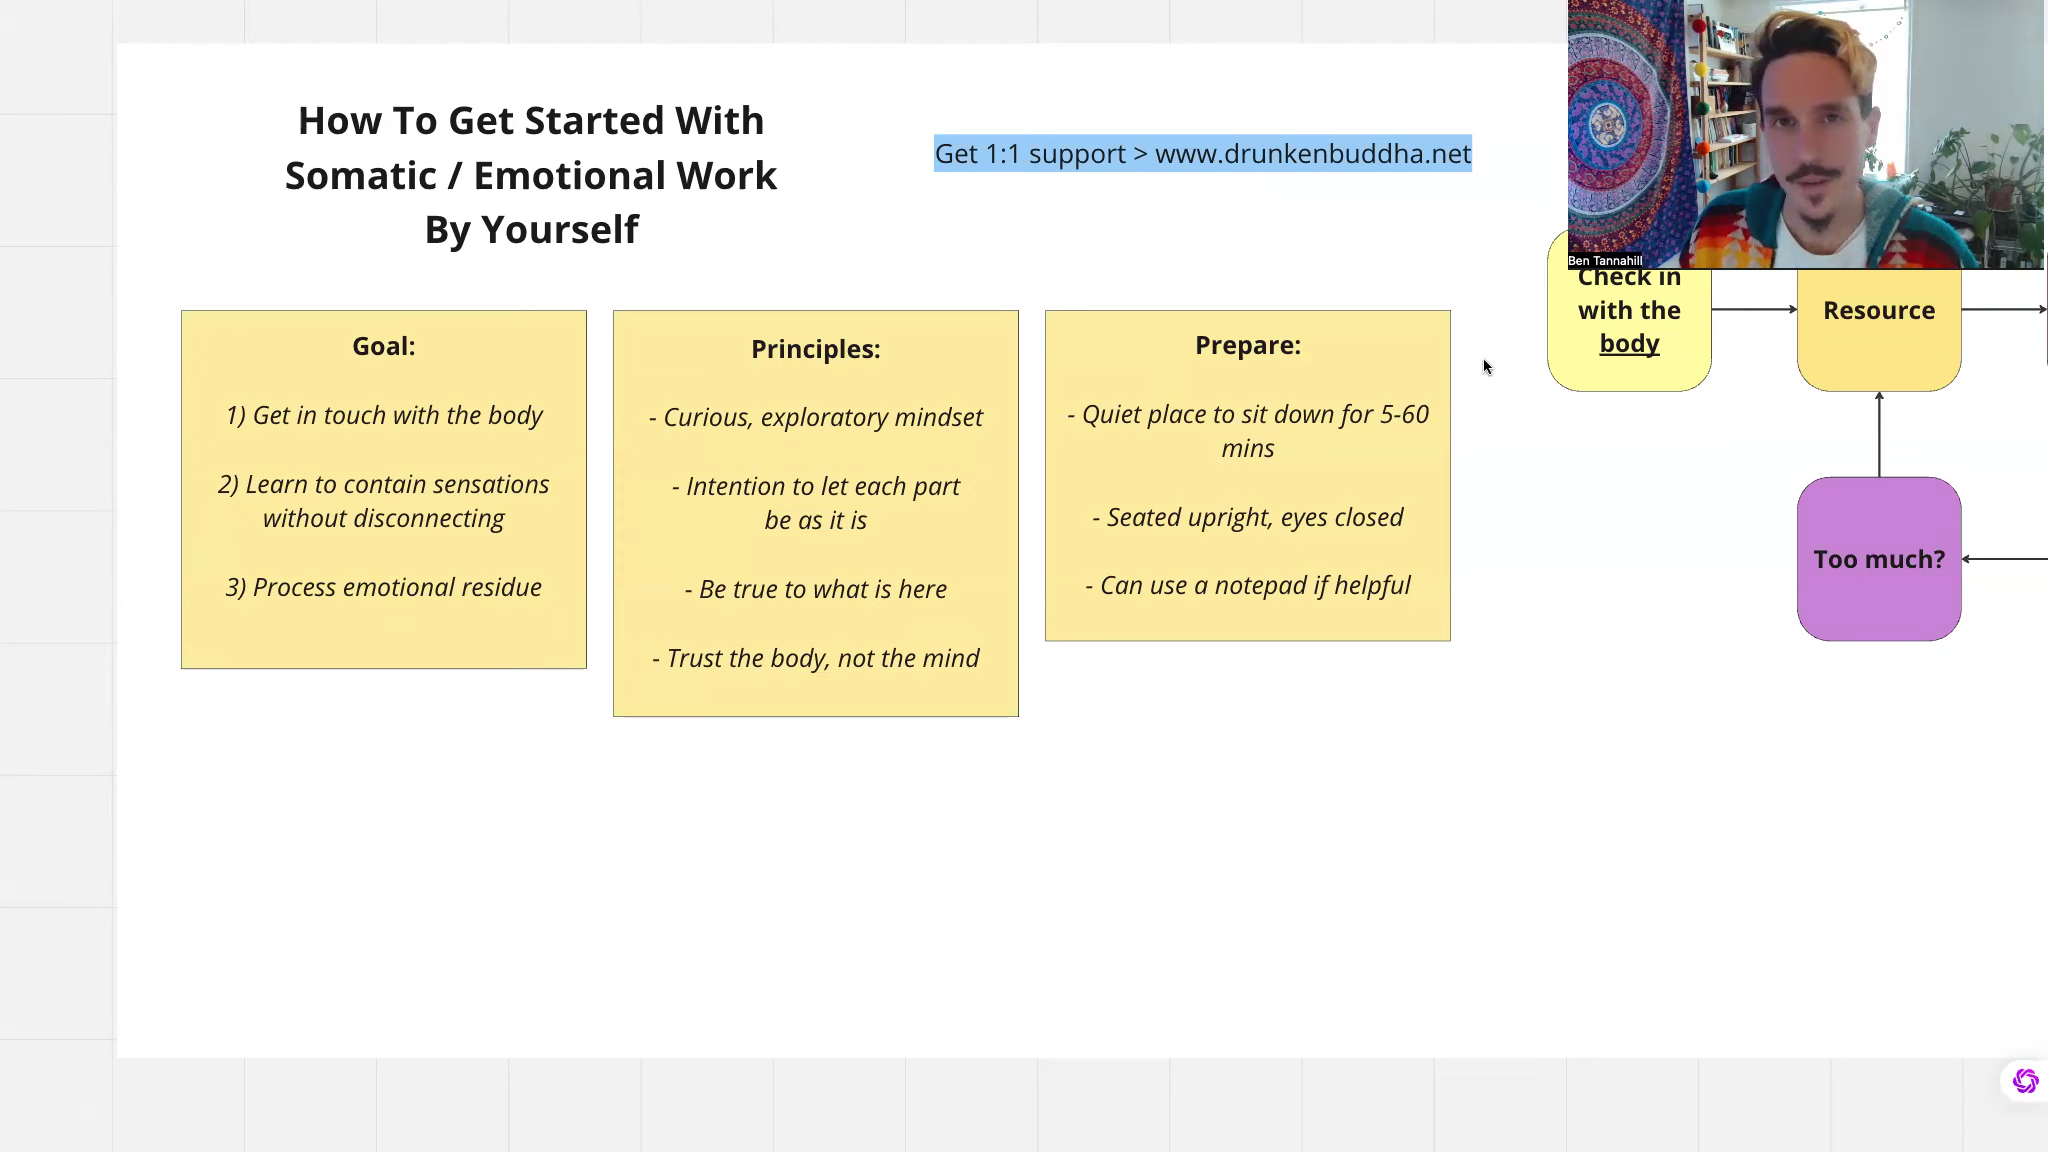 How To Get Started With
Somatic / Emotional Work
By Yourself
Get 1:1 support > www.drunkenbuddha.net
Ben Tannahill
Goal:
1) Get in touch with the body
2) Learn to contain sensations
without disconnecting
3) Process emotional residue
Principles:
- Curious, exploratory mindset
- Intention to let each part
be as it is
- Be true to what is here
- Trust the body, not the mind
Prepare:
- Quiet place to sit down for 5-60
mins
- Seated upright, eyes closed
- Can use a notepad if helpful
Check in
with the
body
Resource
Too much?